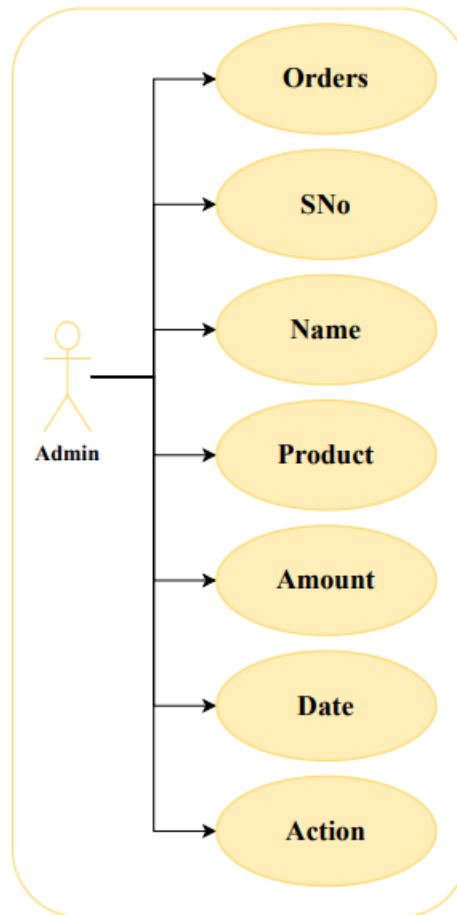 Orders
SNo
Name
Admin
Product
Amount
Date
Action